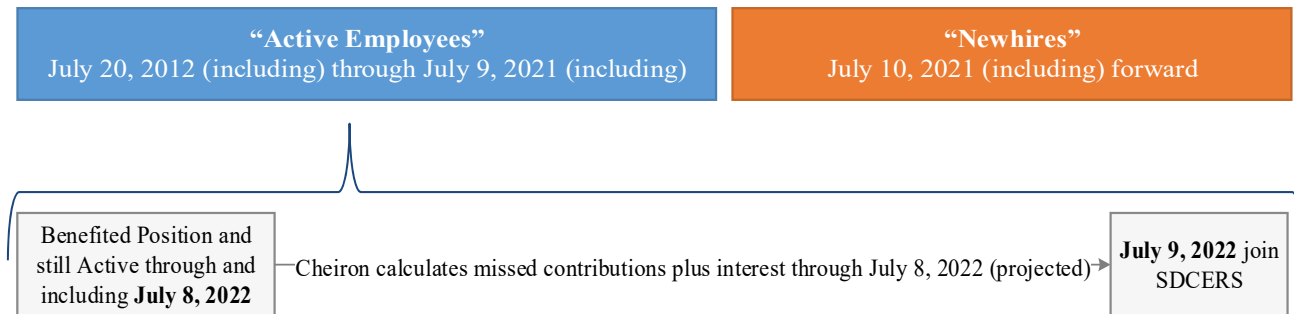 “Active Employees”
July 20, 2012 (including) through July 9, 2021 (including)
“Newhires”
July 10, 2021 (including) forward
Benefited Position and
still Active through and
including July 8, 2022
Cheiron calculates missed contributions plus interest through July 8, 2022 (projected)
July 9, 2022 join
SDCERS